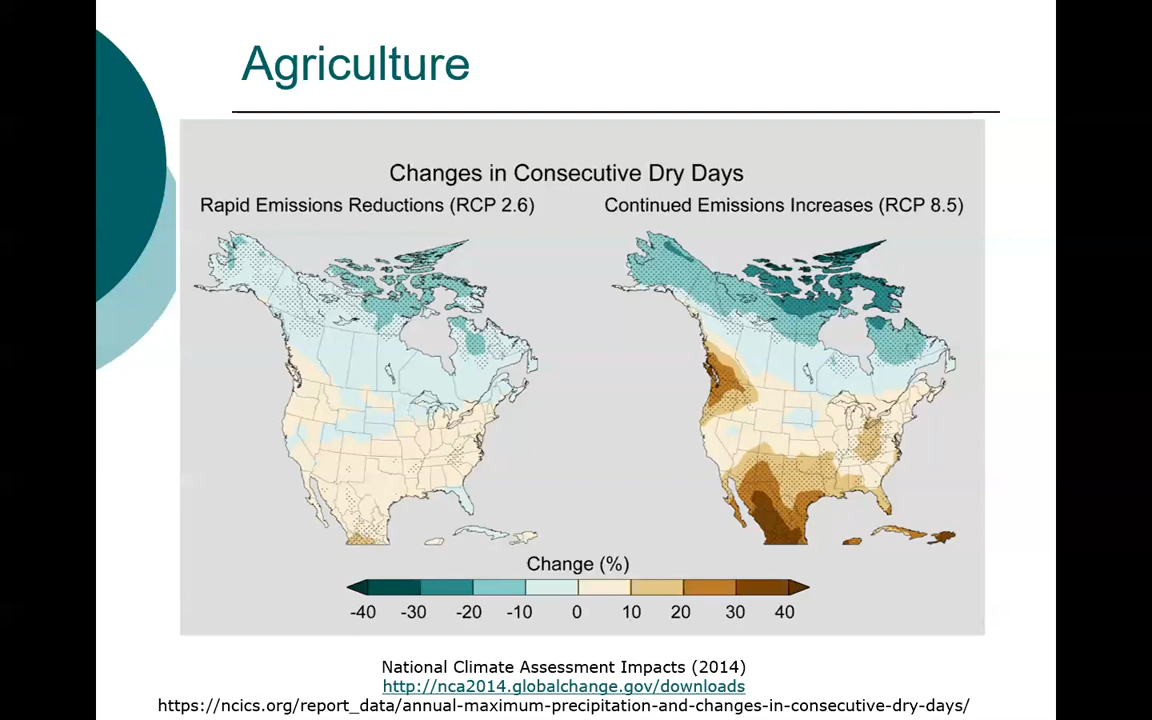 Agriculture
Changes in Consecutive Dry Days
Rapid Emissions Reductions (RCP 2.6)
Continued Emissions Increases (RCP 8.5)
Change (%)
-40 -30 -20 -10 0 10 20 30 40
National Climate Assessment Impacts (2014)
http://nca2014.globalchange.gov/downloads
https://ncics.org/report_data/annual-maximum-precipitation-and-changes-in-consecutive-dry-days/